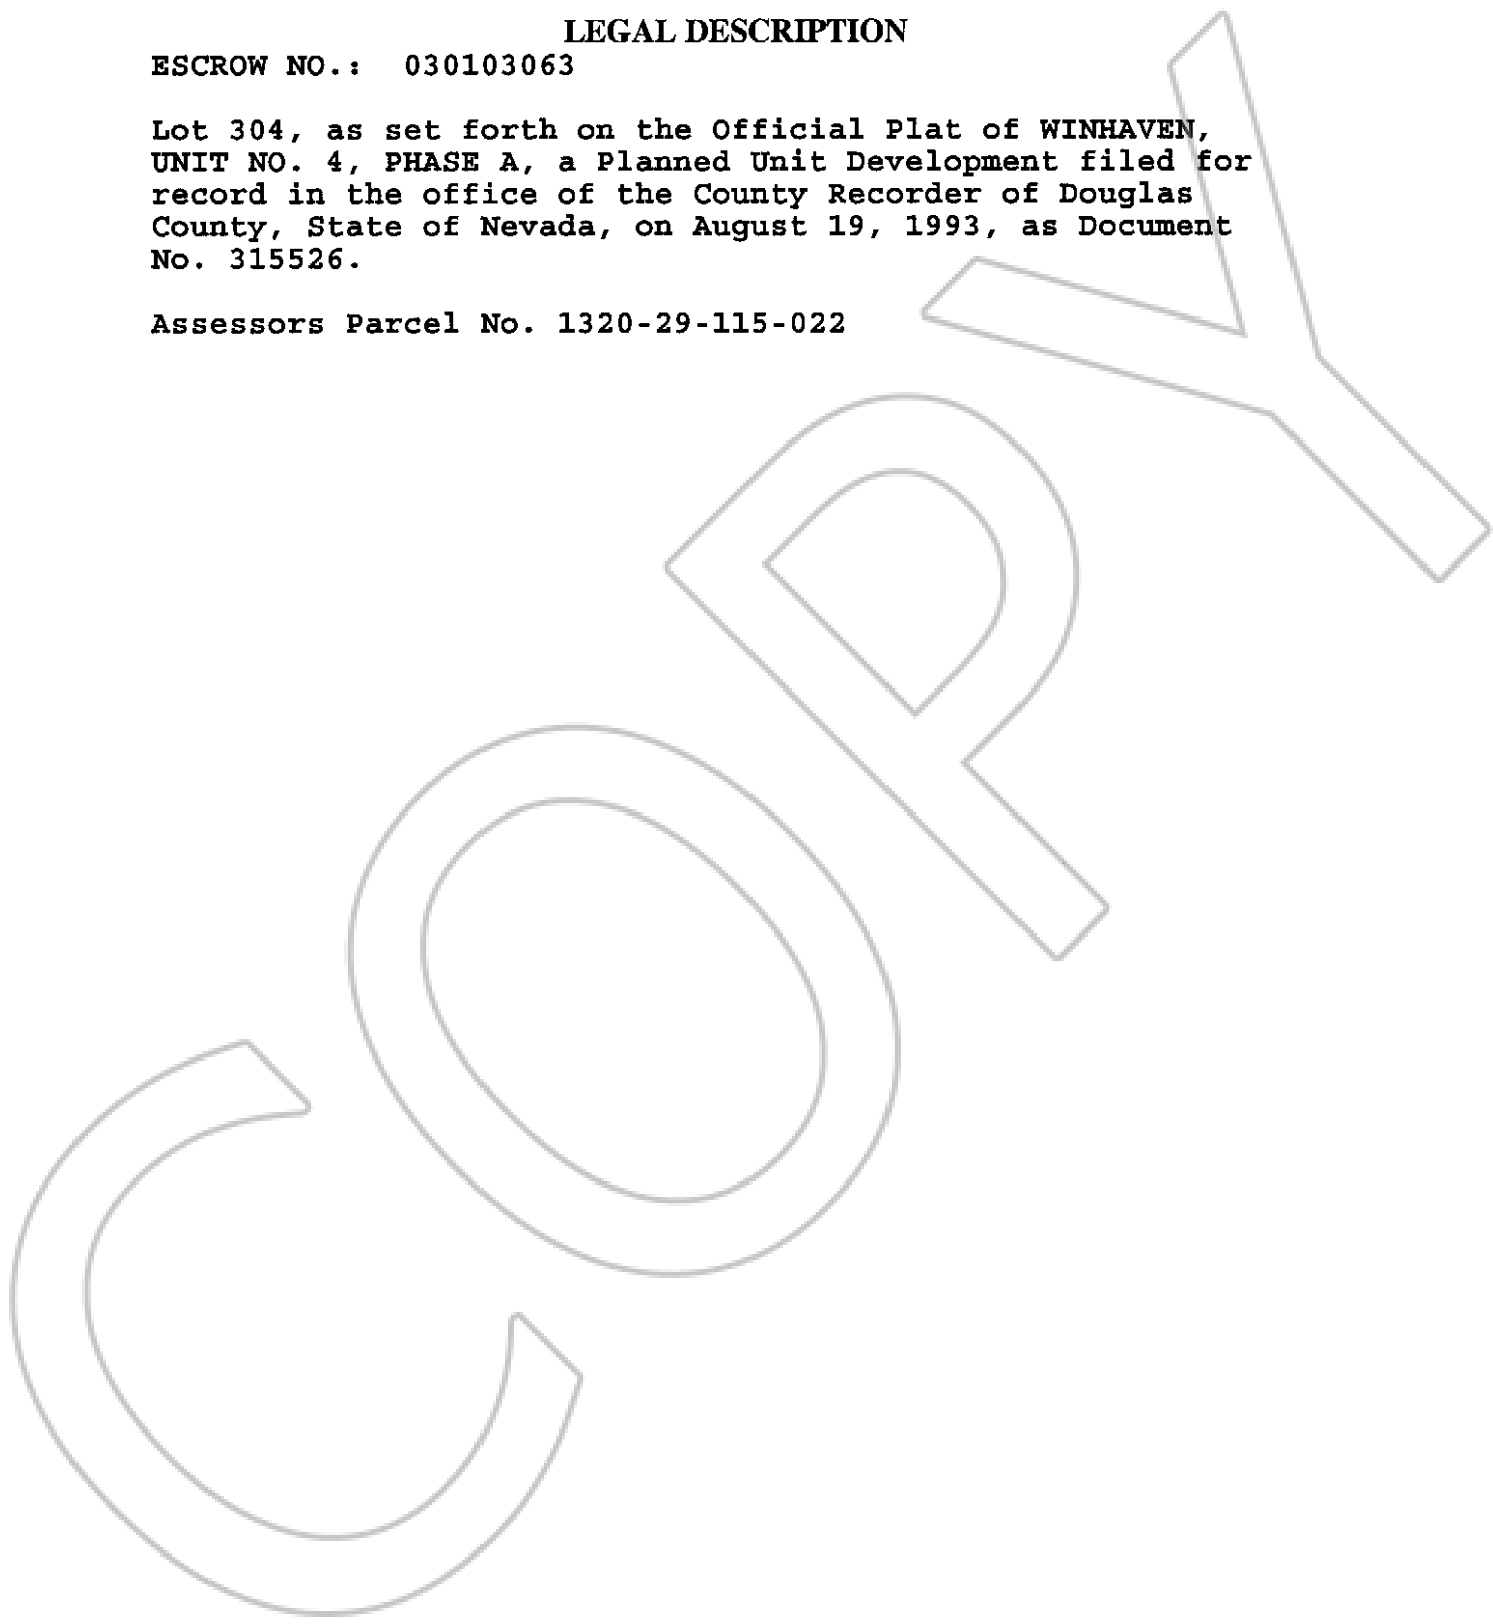 LEGAL DESCRIPTION
ESCROW NO.: 030103063
Lot 304, as set forth on the Official Plat of WINHAVEN,
UNIT NO. 4, PHASE A, a Planned Unit Development filed for
record in the office of the County Recorder of Douglas
County, State of Nevada, on August 19, 1993, as Document
No. 315526.
Assessors Parcel No. 1320-29-115-022
COPY